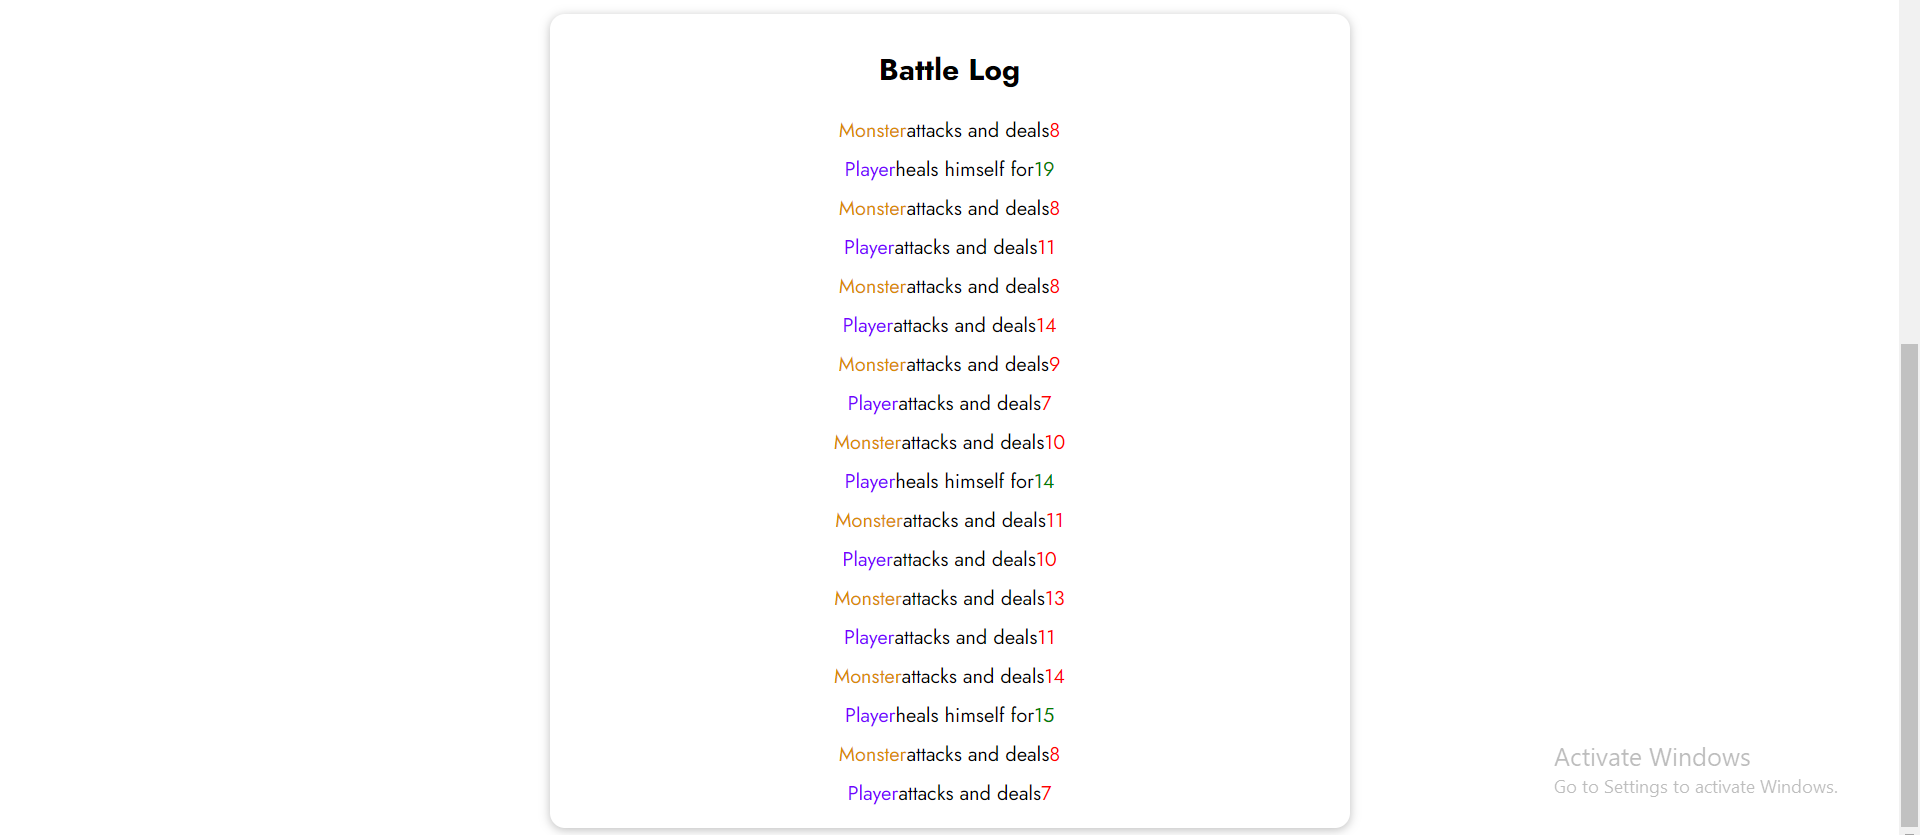 Battle Log
Monsterattacks and deals8
Playerheals himself for19
Monsterattacks and deals8
Playerattacks and deals11
Monsterattacks and deals8
Playerattacks and deals14
Monsterattacks and deals9
Playerattacks and deals7
Monsterattacks and deals10
Playerheals himself for14
Monsterattacks and deals11
Playerattacks and deals10
Monsterattacks and deals13
Playerattacks and deals11
Monsterattacks and deals14
Playerheals himself for15
Monsterattacks and deals8
Playerattacks and deals7
Activate Windows
Go to Settings to activate Windows.